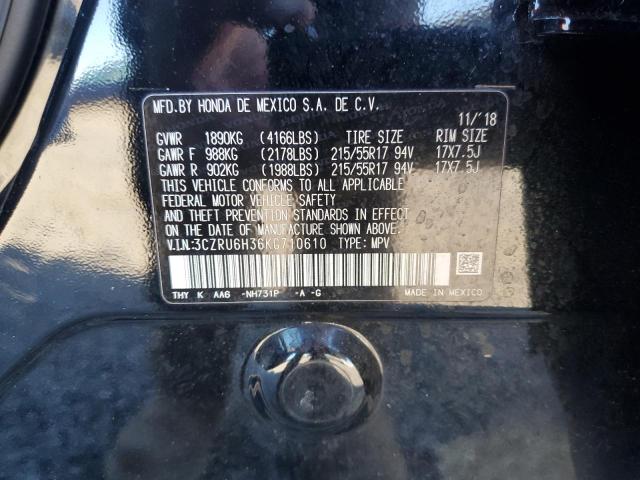 MFD.BY HONDA DE MEXICO S.A. DE C.V.
11/'18
GVWR 1890KG (4166LBS) TIRE SIZE RIM SIZE
GAWR F 988KG (2178LBS) 215/55R17 94V 17X7.5J
GAWR R 902KG (1988LBS) 215/55R17 94V 17X7.5J
THIS VEHICLE CONFORMS TO ALL APPLICABLE
FEDERAL MOTOR VEHICLE SAFETY
AND THEFT PREVENTION STANDARDS IN EFFECT
ON THE DATE OF MANUFACTURE SHOWN ABOVE.
V.I.N.:3CZRU6H36KG710610 TYPE: MPV
THY K AA6 -NH731P -A -G MADE IN MEXICO